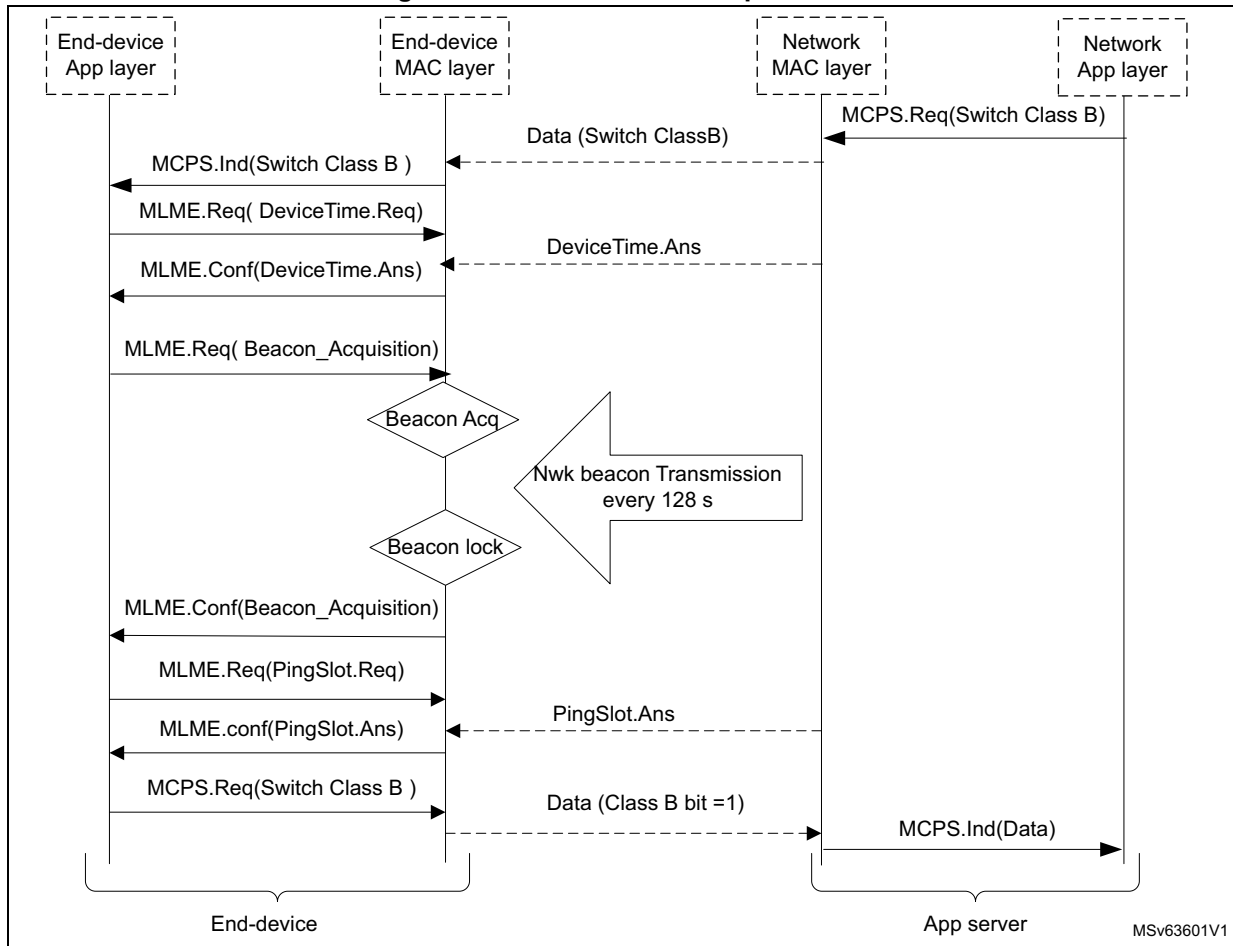 End-device
App layer
End-device
MAC layer
Network
MAC layer
Network
App layer
MCPS.Req(Switch Class B)
Data (Switch ClassB)
MCPS.Ind(Switch Class B )
MLME.Req( DeviceTime.Req)
DeviceTime.Ans
MLME.Conf(DeviceTime.Ans)
MLME.Req( Beacon_Acquisition)
Beacon Acq
Nwk beacon Transmission
every 128 s
Beacon lock
MLME.Conf(Beacon_Acquisition)
MLME.Req(PingSlot.Req)
PingSlot.Ans
MLME.conf(PingSlot.Ans)
MCPS.Req(Switch Class B )
Data (Class B bit =1)
MCPS.Ind(Data)
End-device
App server
MSv63601V1